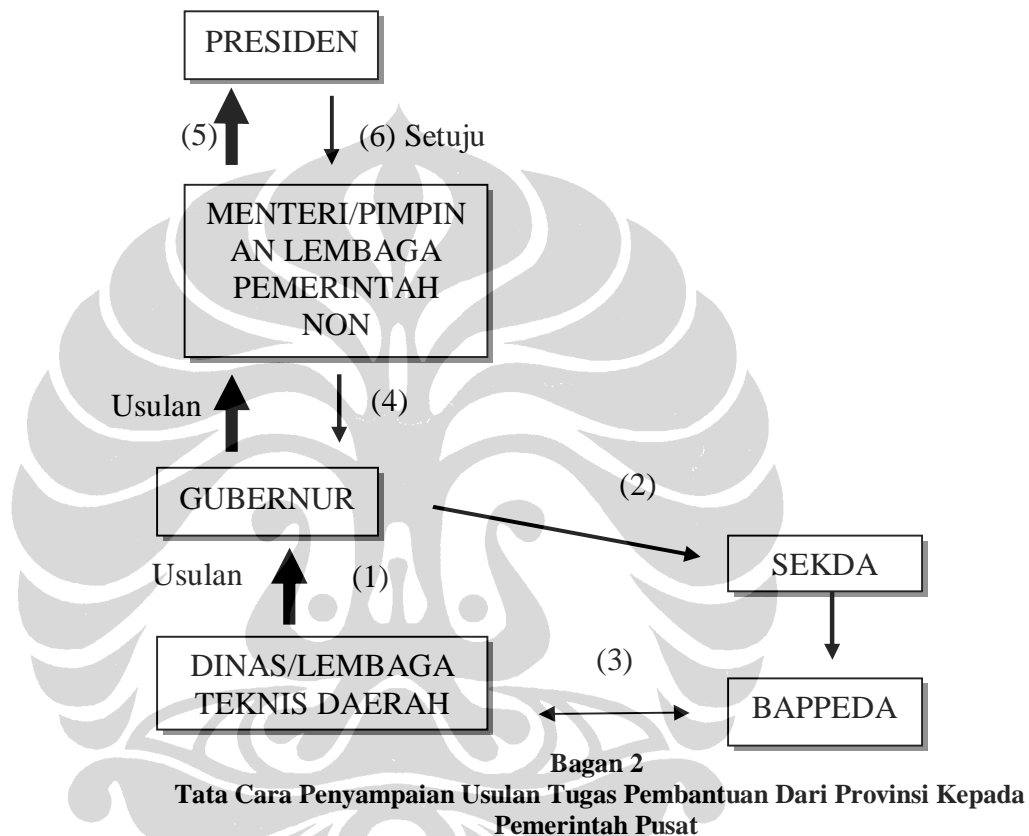 PRESIDEN
(5)
(6) Setuju
MENTERI/PIMPIN
AN LEMBAGA
PEMERINTAH
NON
Usulan
(4)
GUBERNUR
(2)
Usulan
(1)
SEKDA
DINAS/LEMBAGA
TEKNIS DAERAH
(3)
BAPPEDA
Bagan 2
Tata Cara Penyampaian Usulan Tugas Pembantuan Dari Provinsi Kepada
Pemerintah Pusat